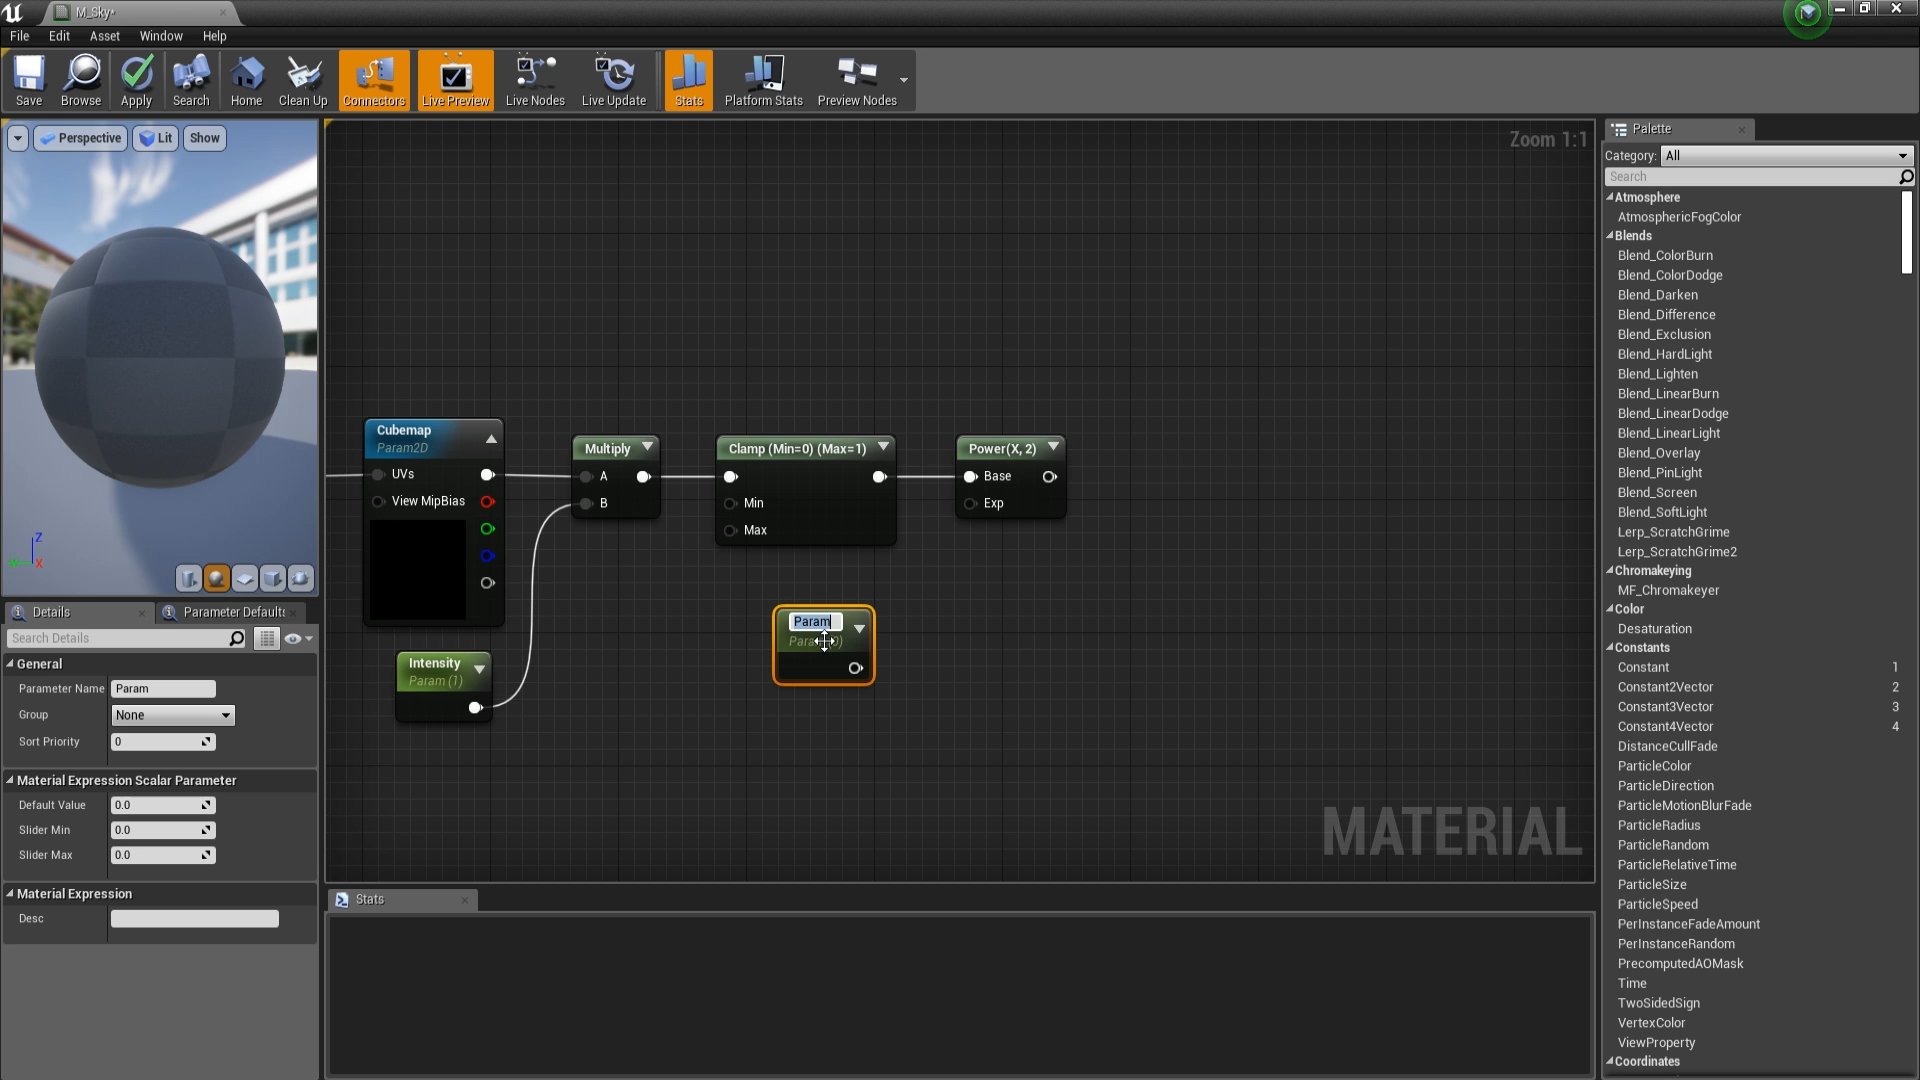 M_Sky*
File Edit Asset Window Help
Save Browse Apply Search Home Clean Up Connectors Live Preview Live Nodes Live Update Stats Platform Stats Preview Nodes
Perspective Lit Show
Z
X
Details Parameter Defaults
Search Details
General
Parameter Name Param
Group None
Sort Priority 0
Material Expression Scalar Parameter
Default Value 0.0
Slider Min 0.0
Slider Max 0.0
Material Expression
Desc
Zoom 1:1
Cubemap
Param2D
UVs
View MipBias
Intensity
Param (1)
Multiply
A
B
Clamp (Min=0) (Max=1)
Min
Max
Power(X, 2)
Base
Exp
Param
MATERIAL
Stats
Palette
Category: All
Search
Atmosphere
AtmosphericFogColor
Blends
Blend_ColorBurn
Blend_ColorDodge
Blend_Darken
Blend_Difference
Blend_Exclusion
Blend_HardLight
Blend_Lighten
Blend_LinearBurn
Blend_LinearDodge
Blend_LinearLight
Blend_Overlay
Blend_PinLight
Blend_Screen
Blend_SoftLight
Lerp_ScratchGrime
Lerp_ScratchGrime2
Chromakeying
MF_Chromakeyer
Color
Desaturation
Constants
Constant 1
Constant2Vector 2
Constant3Vector 3
Constant4Vector 4
DistanceCullFade
ParticleColor
ParticleDirection
ParticleMotionBlurFade
ParticleRadius
ParticleRandom
ParticleRelativeTime
ParticleSize
ParticleSpeed
PerInstanceFadeAmount
PerInstanceRandom
PrecomputedAOMask
Time
TwoSidedSign
VertexColor
ViewProperty
Coordinates